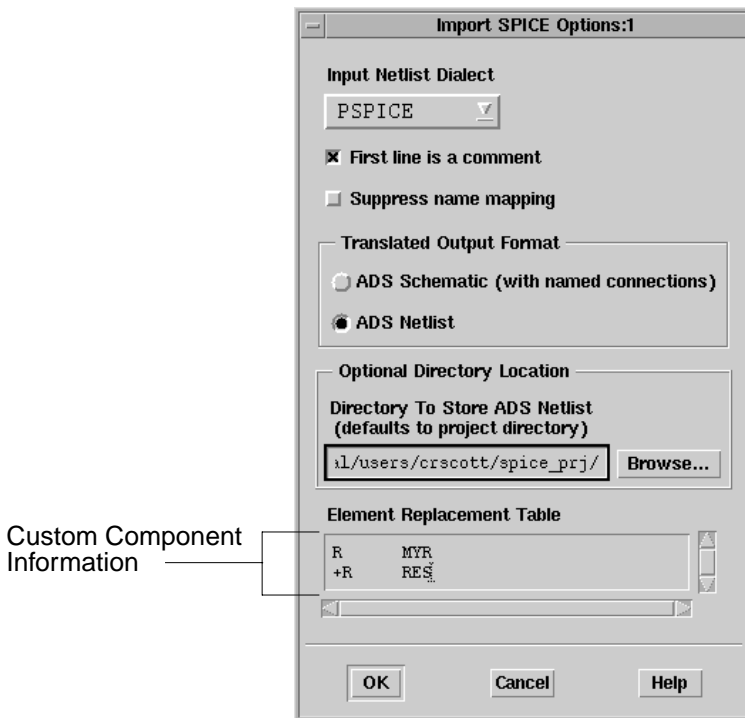 Import SPICE Options:1
Input Netlist Dialect
PSPICE
First line is a comment
Suppress name mapping
Translated Output Format
ADS Schematic (with named connections)
ADS Netlist
Optional Directory Location
Directory To Store ADS Netlist
(defaults to project directory)
al/users/crscott/spice_prj/ Browse...
Element Replacement Table
Custom Component
Information
R MYR
+R RES
OK Cancel Help